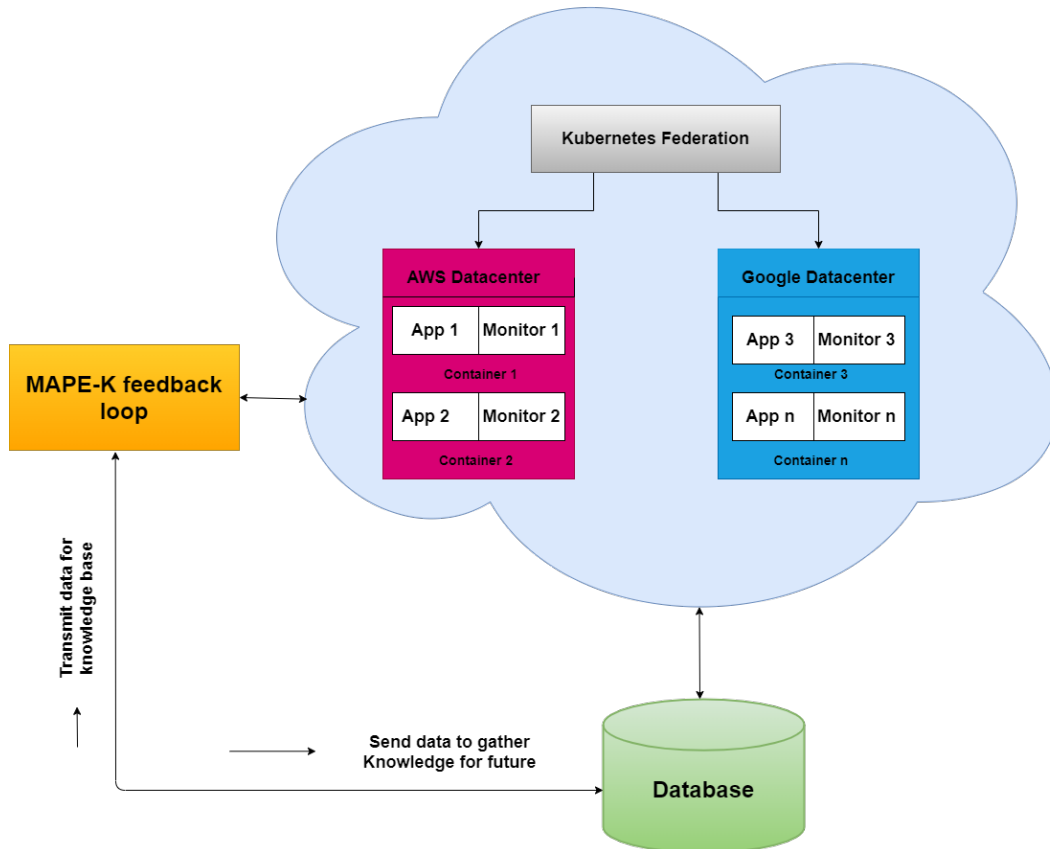 Kubernetes Federation
AWS Datacenter
App 1
Monitor 1
Container 1
App 2
Monitor 2
Container 2
Google Datacenter
App 3
Monitor 3
Container 3
App n
Monitor n
Container n
MAPE-K feedback
loop
Transmit data for
knowledge base
Send data to gather
Knowledge for future
Database